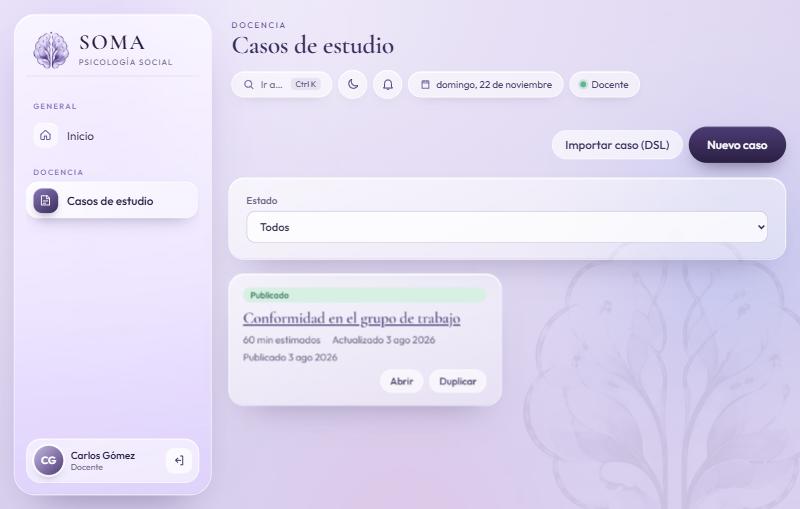 SOMA
PSICOLOGÍA SOCIAL
GENERAL
Inicio
DOCENCIA
Casos de estudio
CG
Carlos Gómez
Docente
DOCENCIA
Casos de estudio
Ir a...
Ctrl K
domingo, 22 de noviembre
Docente
Importar caso (DSL)
Nuevo caso
Estado
Todos
Publicado
Conformidad en el grupo de trabajo
60 min estimados Actualizado 3 ago 2026
Publicado 3 ago 2026
Abrir
Duplicar